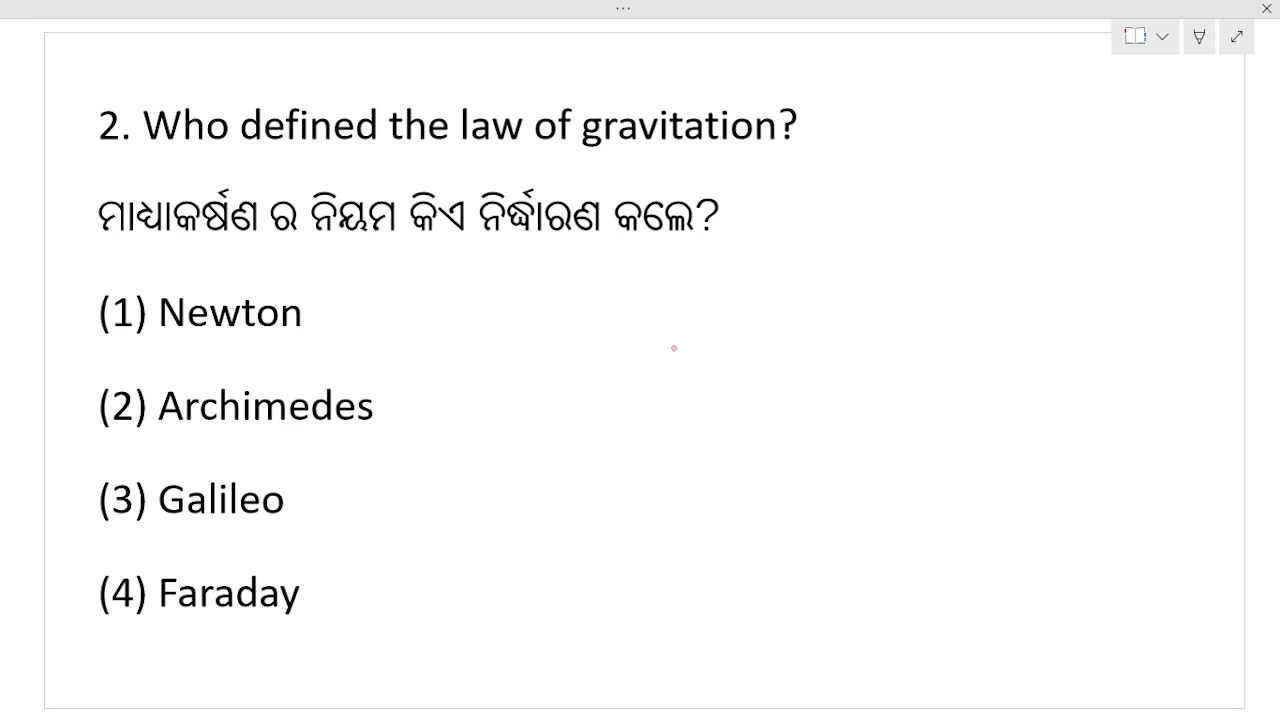 2. Who defined the law of gravitation?
ମାଧ୍ୟାକର୍ଷଣ ର ନିୟମ କିଏ ନିର୍ଦ୍ଧାରଣ କଲେ?
(1) Newton
(2) Archimedes
(3) Galileo
(4) Faraday